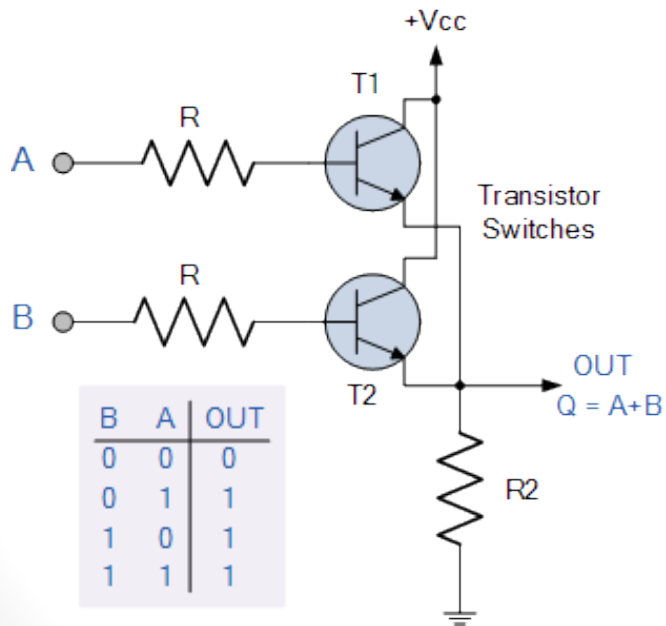 +Vcc
T1
R
A
Transistor
Switches
R
B
T2
OUT
Q = A+B
B A OUT
0 0 0
0 1 1
1 0 1
1 1 1
R2